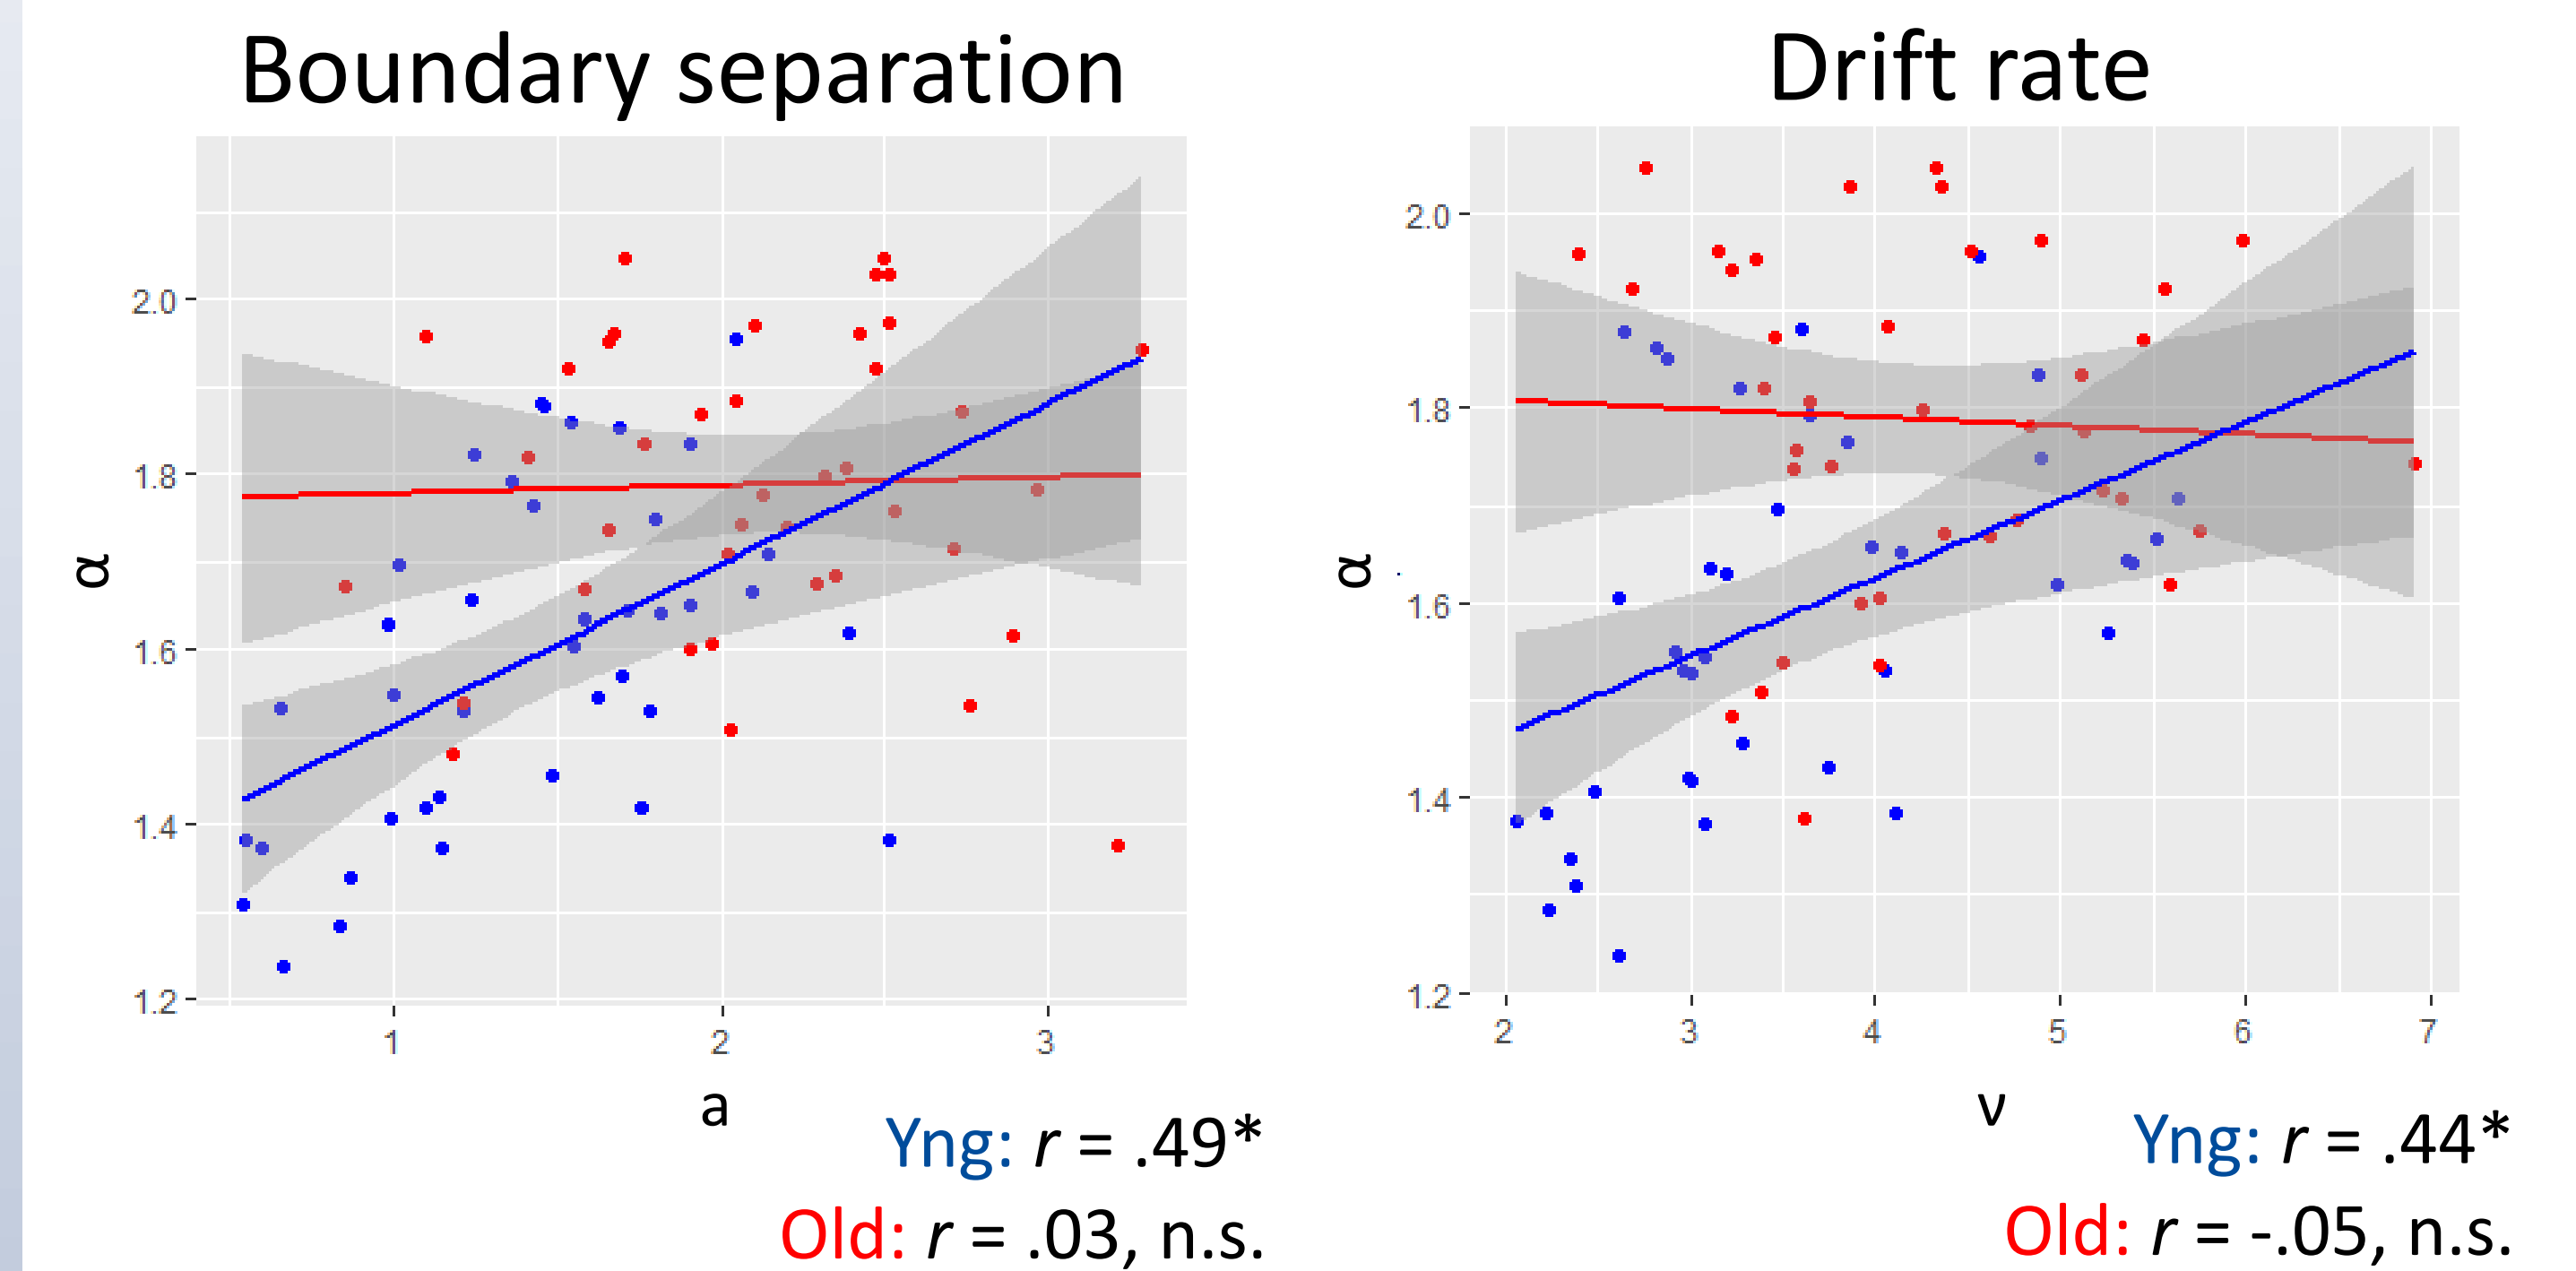 Boundary separation
2.0
1.8
1.6
1.4
1.2
α
1
2
3
a
Yng: r = .49*
Old: r = .03, n.s.
Drift rate
2.0
1.8
1.6
1.4
1.2
α
2
3
4
5
6
7
ν
Yng: r = .44*
Old: r = -.05, n.s.